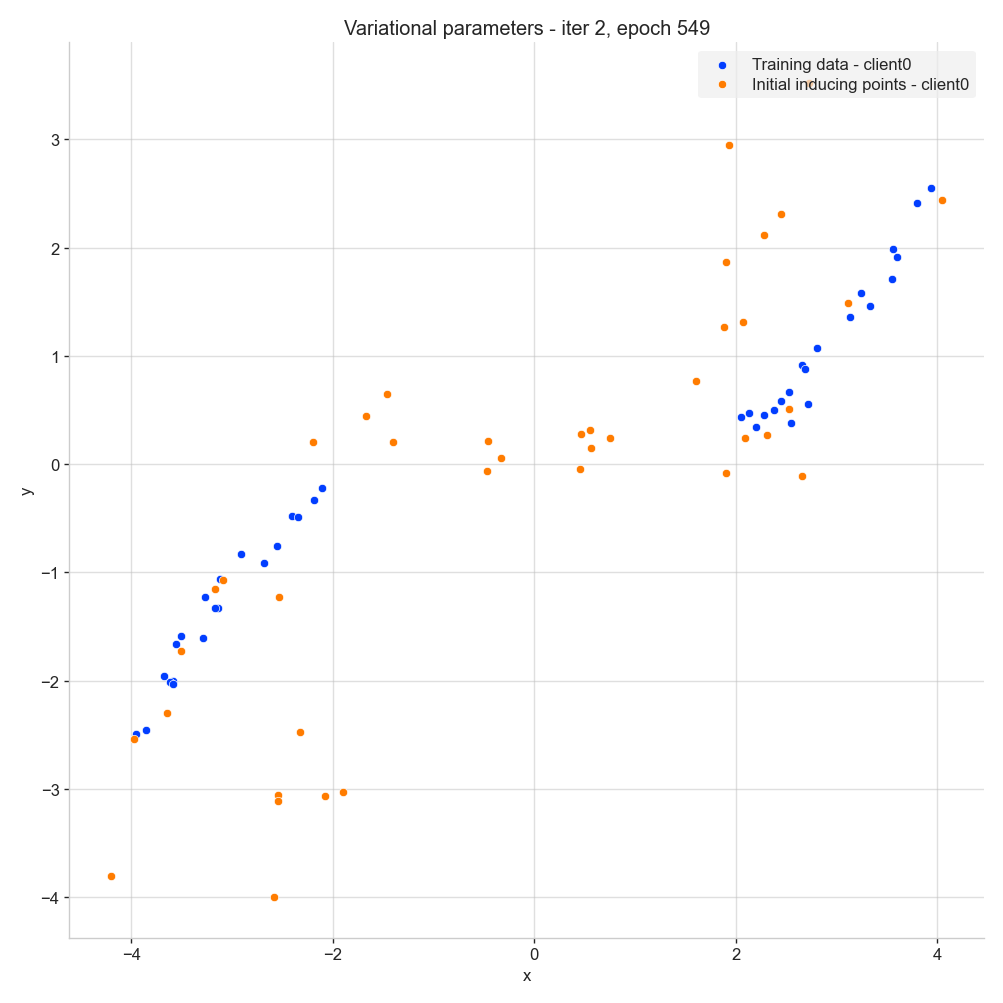 Variational parameters - iter 2, epoch 549
Training data - client0
Initial inducing points - client0
3
2
1
0
−1
−2
−3
−4
y
−4
−2
0
2
4
x